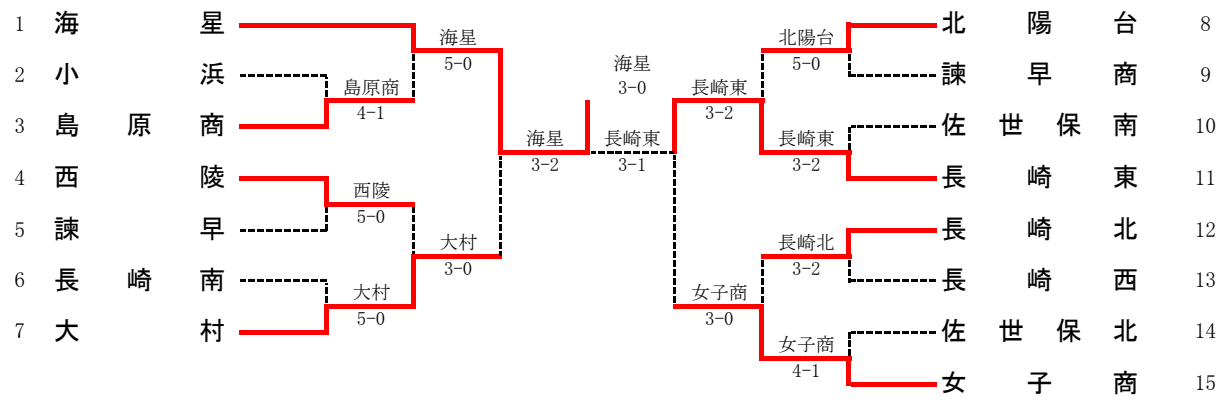 1 海星
2 小浜
3 島原商
4 西陵
5 諫早
6 長崎南
7 大村
島原商
4-1
西陵
5-0
大村
5-0
海星
5-0
大村
3-0
海星
3-2
海星
3-0
長崎東
3-1
長崎東
3-2
女子商
3-0
北陽台
5-0
長崎東
3-2
長崎北
3-2
女子商
4-1
北陽台 8
諫早商 9
佐世保南 10
長崎東 11
長崎北 12
長崎西 13
佐世保北 14
女子商 15